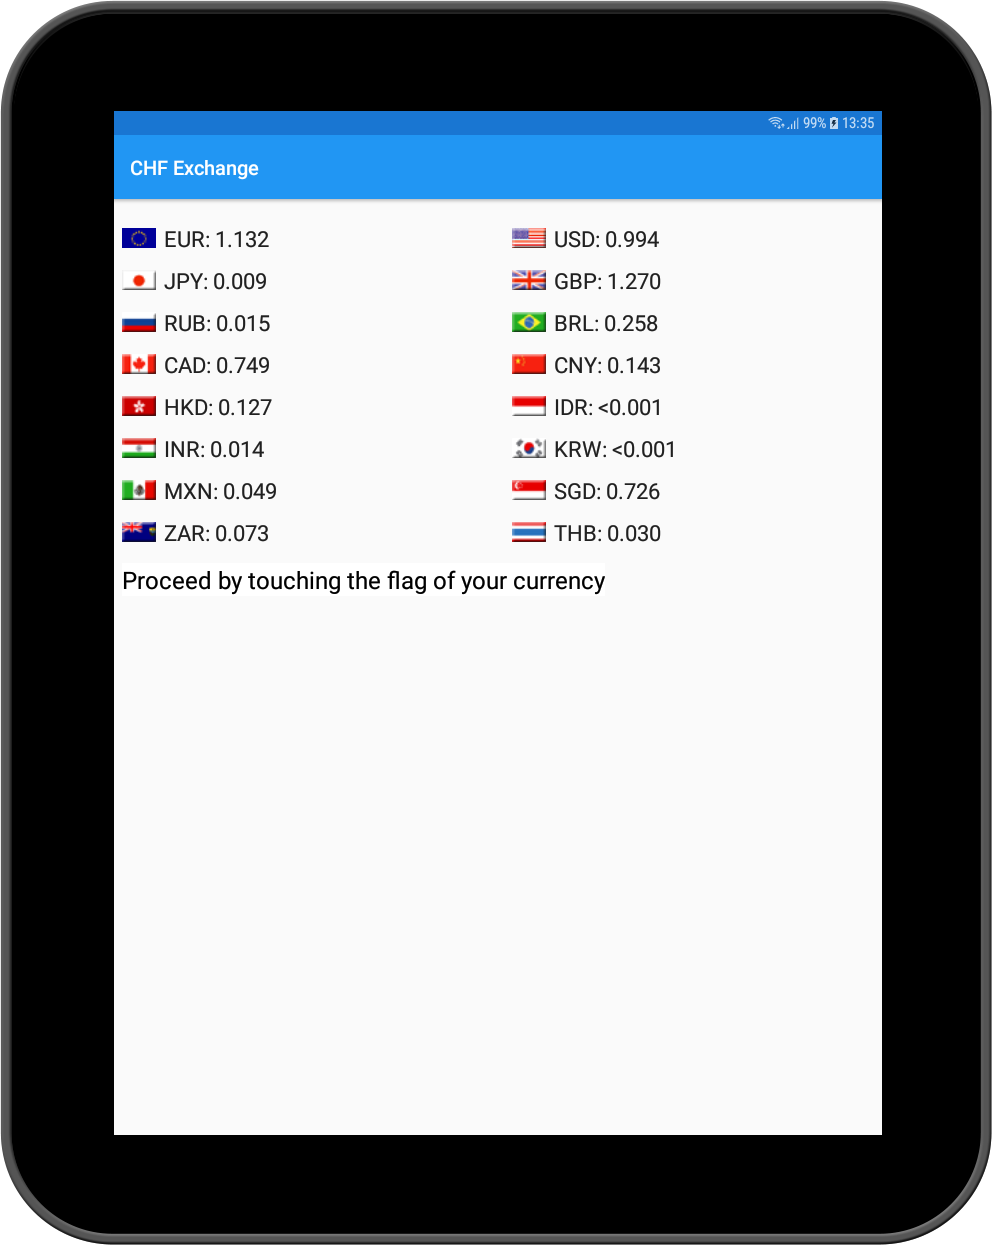 99% 13:35
CHF Exchange
EUR: 1.132 USD: 0.994
JPY: 0.009 GBP: 1.270
RUB: 0.015 BRL: 0.258
CAD: 0.749 CNY: 0.143
HKD: 0.127 IDR: <0.001
INR: 0.014 KRW: <0.001
MXN: 0.049 SGD: 0.726
ZAR: 0.073 THB: 0.030
Proceed by touching the flag of your currency